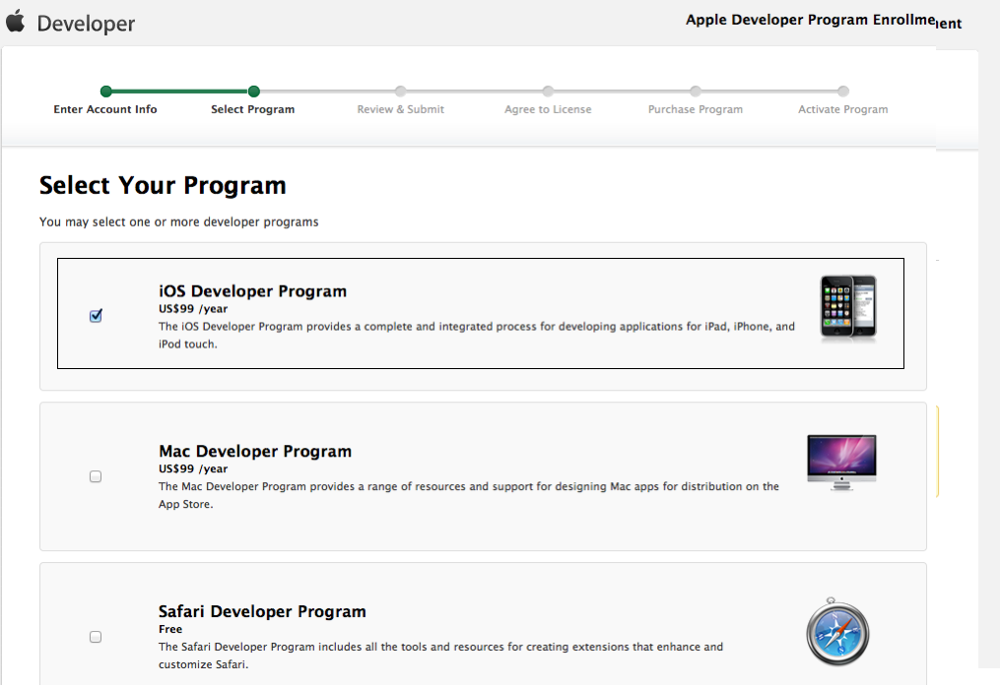 Developer
Apple Developer Program Enrollment
Enter Account Info
Select Program
Review & Submit
Agree to License
Purchase Program
Activate Program
Select Your Program
You may select one or more developer programs
iOS Developer Program
US$99 /year
The iOS Developer Program provides a complete and integrated process for developing applications for iPad, iPhone, and
iPod touch.
Mac Developer Program
US$99 /year
The Mac Developer Program provides a range of resources and support for designing Mac apps for distribution on the
App Store.
Safari Developer Program
Free
The Safari Developer Program includes all the tools and resources for creating extensions that enhance and
customize Safari.